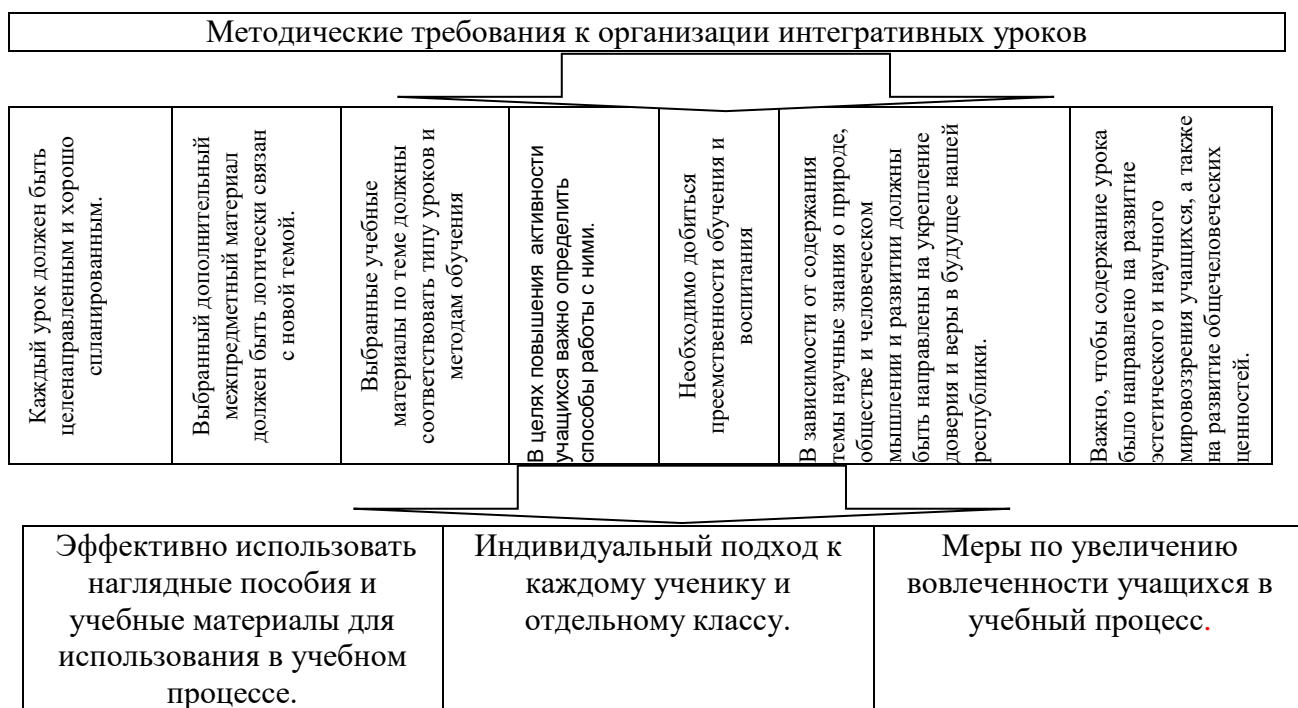 Методические требования к организации интегративных уроков
Каждый урок должен быть
целенаправленным и хорошо
спланированным.
Выбранный дополнительный
межпредметный материал
должен быть логически связан
с новой темой.
Выбранные учебные
материалы по теме должны
соответствовать типу уроков и
методам обучения
В целях повышения активности
учащихся важно определить
способы работы с ними.
Необходимо добиться
преемственности обучения и
воспитания
В зависимости от содержания
темы научные знания о природе,
обществе и человеческом
мышлении и развитии должны
быть направлены на укрепление
доверия и веры в будущее нашей
республики.
Важно, чтобы содержание урока
было направлено на развитие
эстетического и научного
мировоззрения учащихся, а также
на развитие общечеловеческих
ценностей.
Эффективно использовать
наглядные пособия и
учебные материалы для
использования в учебном
процессе.
Индивидуальный подход к
каждому ученику и
отдельному классу.
Меры по увеличению
вовлеченности учащихся в
учебный процесс.